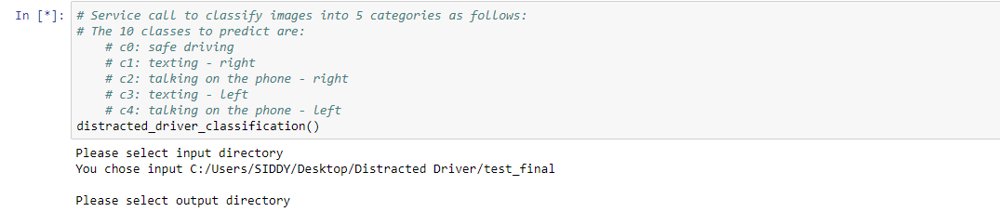 In [*]: # Service call to classify images into 5 categories as follows:
# The 10 classes to predict are:
# c0: safe driving
# c1: texting - right
# c2: talking on the phone - right
# c3: texting - left
# c4: talking on the phone - left
distracted_driver_classification()
Please select input directory
You chose input C:/Users/SIDDY/Desktop/Distracted Driver/test_final
Please select output directory